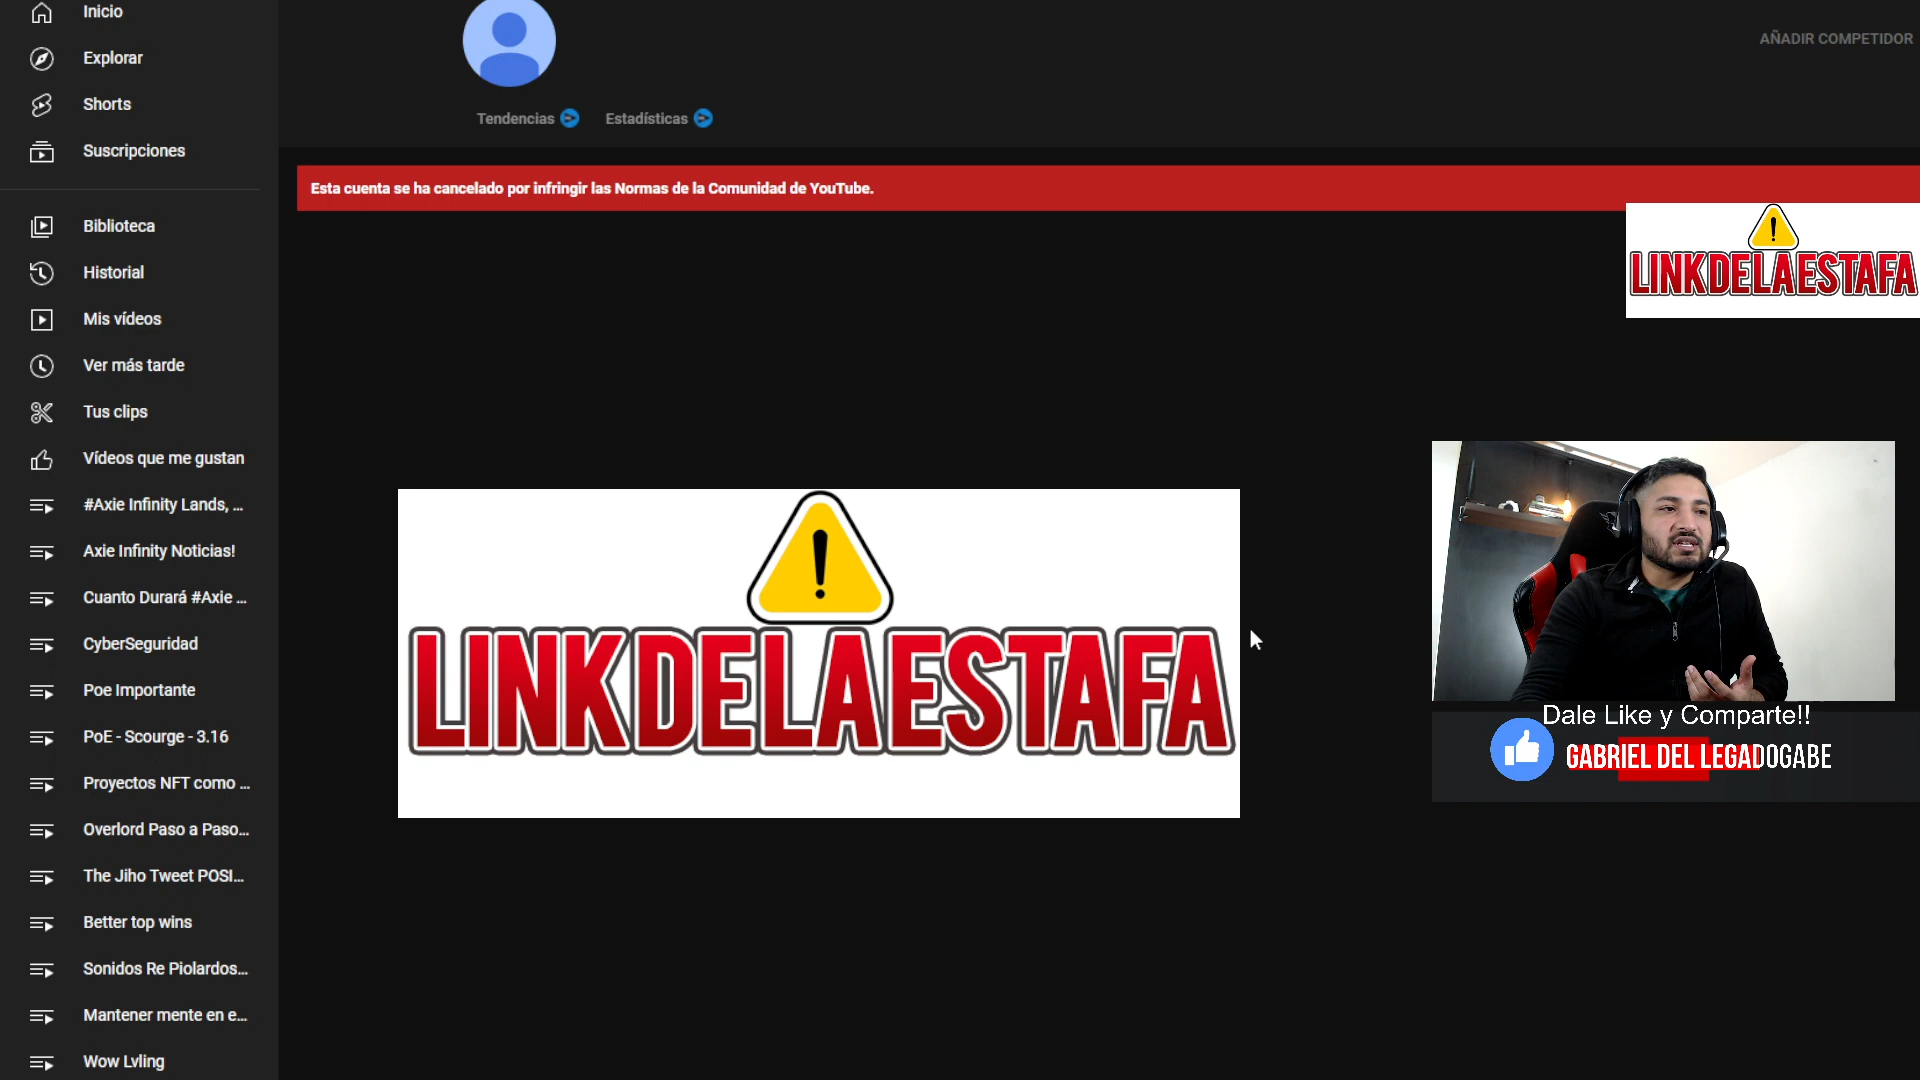 Inicio
Explorar
Shorts
Suscripciones
Biblioteca
Historial
Mis vídeos
Ver más tarde
Tus clips
Vídeos que me gustan
#Axie Infinity Lands, ...
Axie Infinity Noticias!
Cuanto Durará #Axie ...
CyberSeguridad
Poe Importante
PoE - Scourge - 3.16
Proyectos NFT como ...
Overlord Paso a Paso...
The Jiho Tweet POSI...
Better top wins
Sonidos Re Piolardos...
Mantener mente en e...
Wow Lvling
AÑADIR COMPETIDOR
Tendencias
Estadísticas
Esta cuenta se ha cancelado por infringir las Normas de la Comunidad de YouTube.
LINKDELAESTAFA
LINKDELAESTAFA
Dale Like y Comparte!!
GABRIEL DEL LEGADOGABE